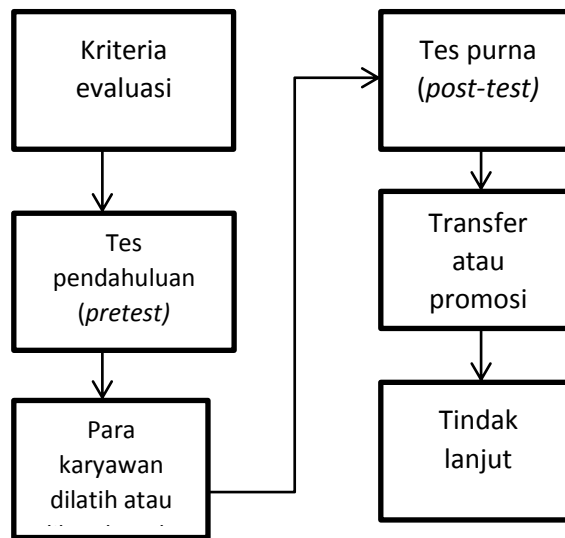 Kriteria
evaluasi
Tes
pendahuluan
(pretest)
Para
karyawan
dilatih atau
Tes purna
(post-test)
Transfer
atau
promosi
Tindak
lanjut